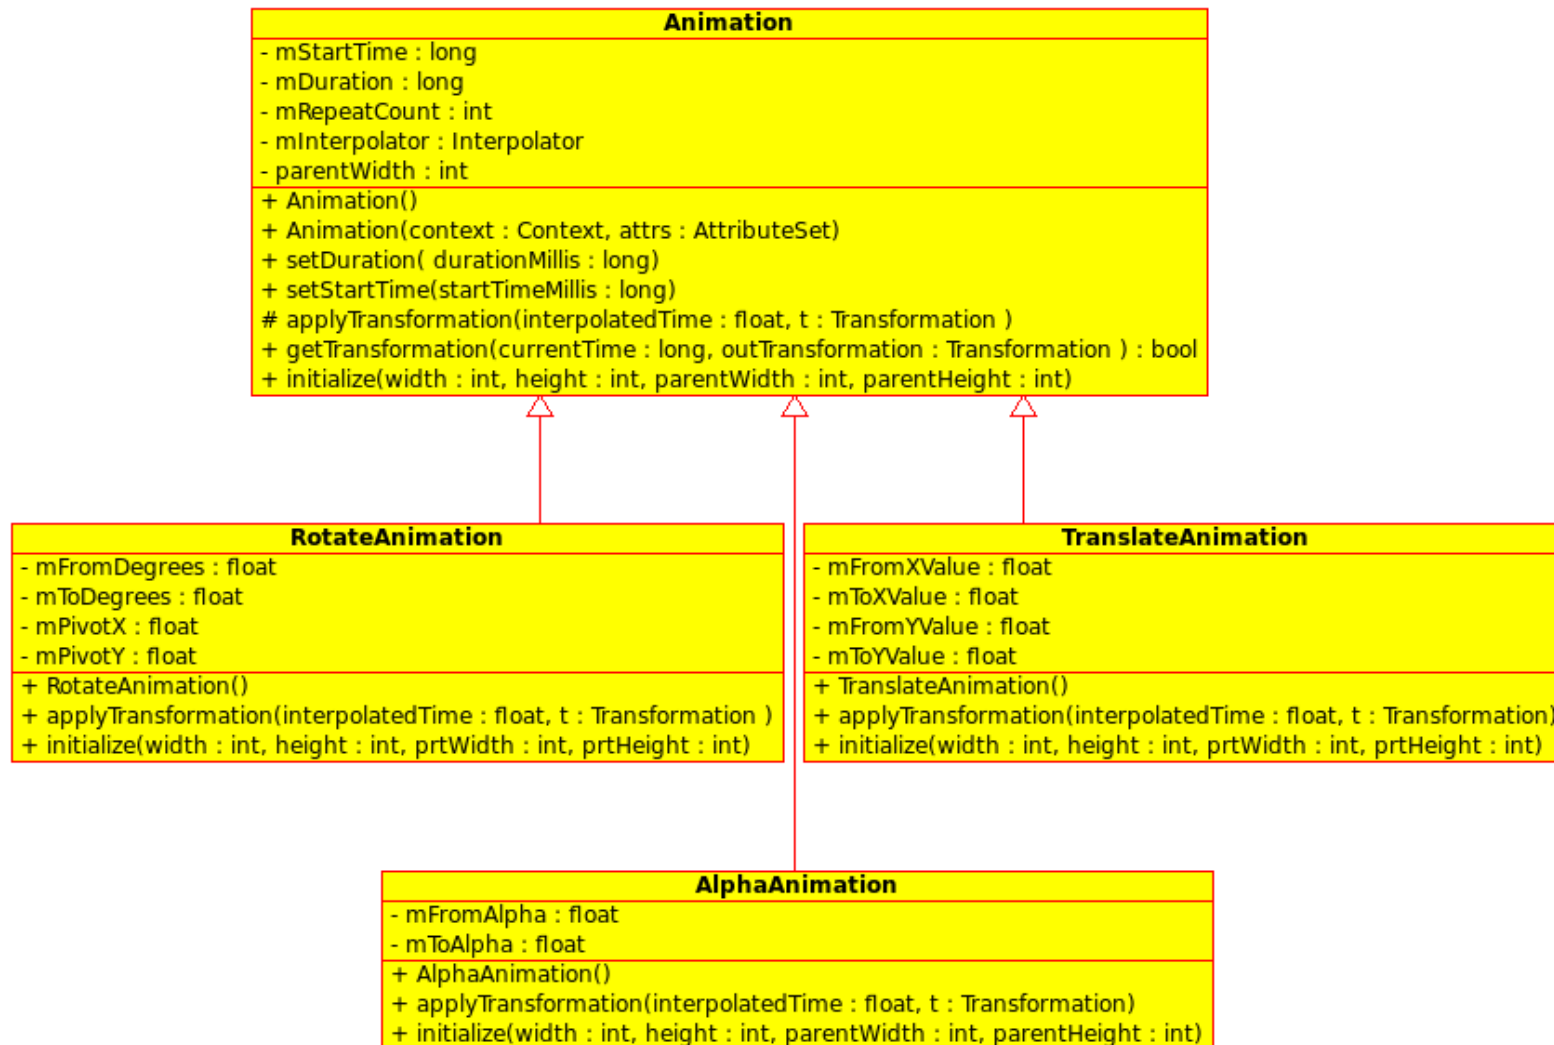 Animation
- mStartTime : long
- mDuration : long
- mRepeatCount : int
- mInterpolator : Interpolator
- parentWidth : int
+ Animation()
+ Animation(context : Context, attrs : AttributeSet)
+ setDuration( durationMillis : long)
+ setStartTime(startTimeMillis : long)
# applyTransformation(interpolatedTime : float, t : Transformation )
+ getTransformation(currentTime : long, outTransformation : Transformation ) : bool
+ initialize(width : int, height : int, parentWidth : int, parentHeight : int)
RotateAnimation
- mFromDegrees : float
- mToDegrees : float
- mPivotX : float
- mPivotY : float
+ RotateAnimation()
+ applyTransformation(interpolatedTime : float, t : Transformation )
+ initialize(width : int, height : int, prtWidth : int, prtHeight : int)
TranslateAnimation
- mFromXValue : float
- mToXValue : float
- mFromYValue : float
- mToYValue : float
+ TranslateAnimation()
+ applyTransformation(interpolatedTime : float, t : Transformation)
+ initialize(width : int, height : int, prtWidth : int, prtHeight : int)
AlphaAnimation
- mFromAlpha : float
- mToAlpha : float
+ AlphaAnimation()
+ applyTransformation(interpolatedTime : float, t : Transformation)
+ initialize(width : int, height : int, parentWidth : int, parentHeight : int)